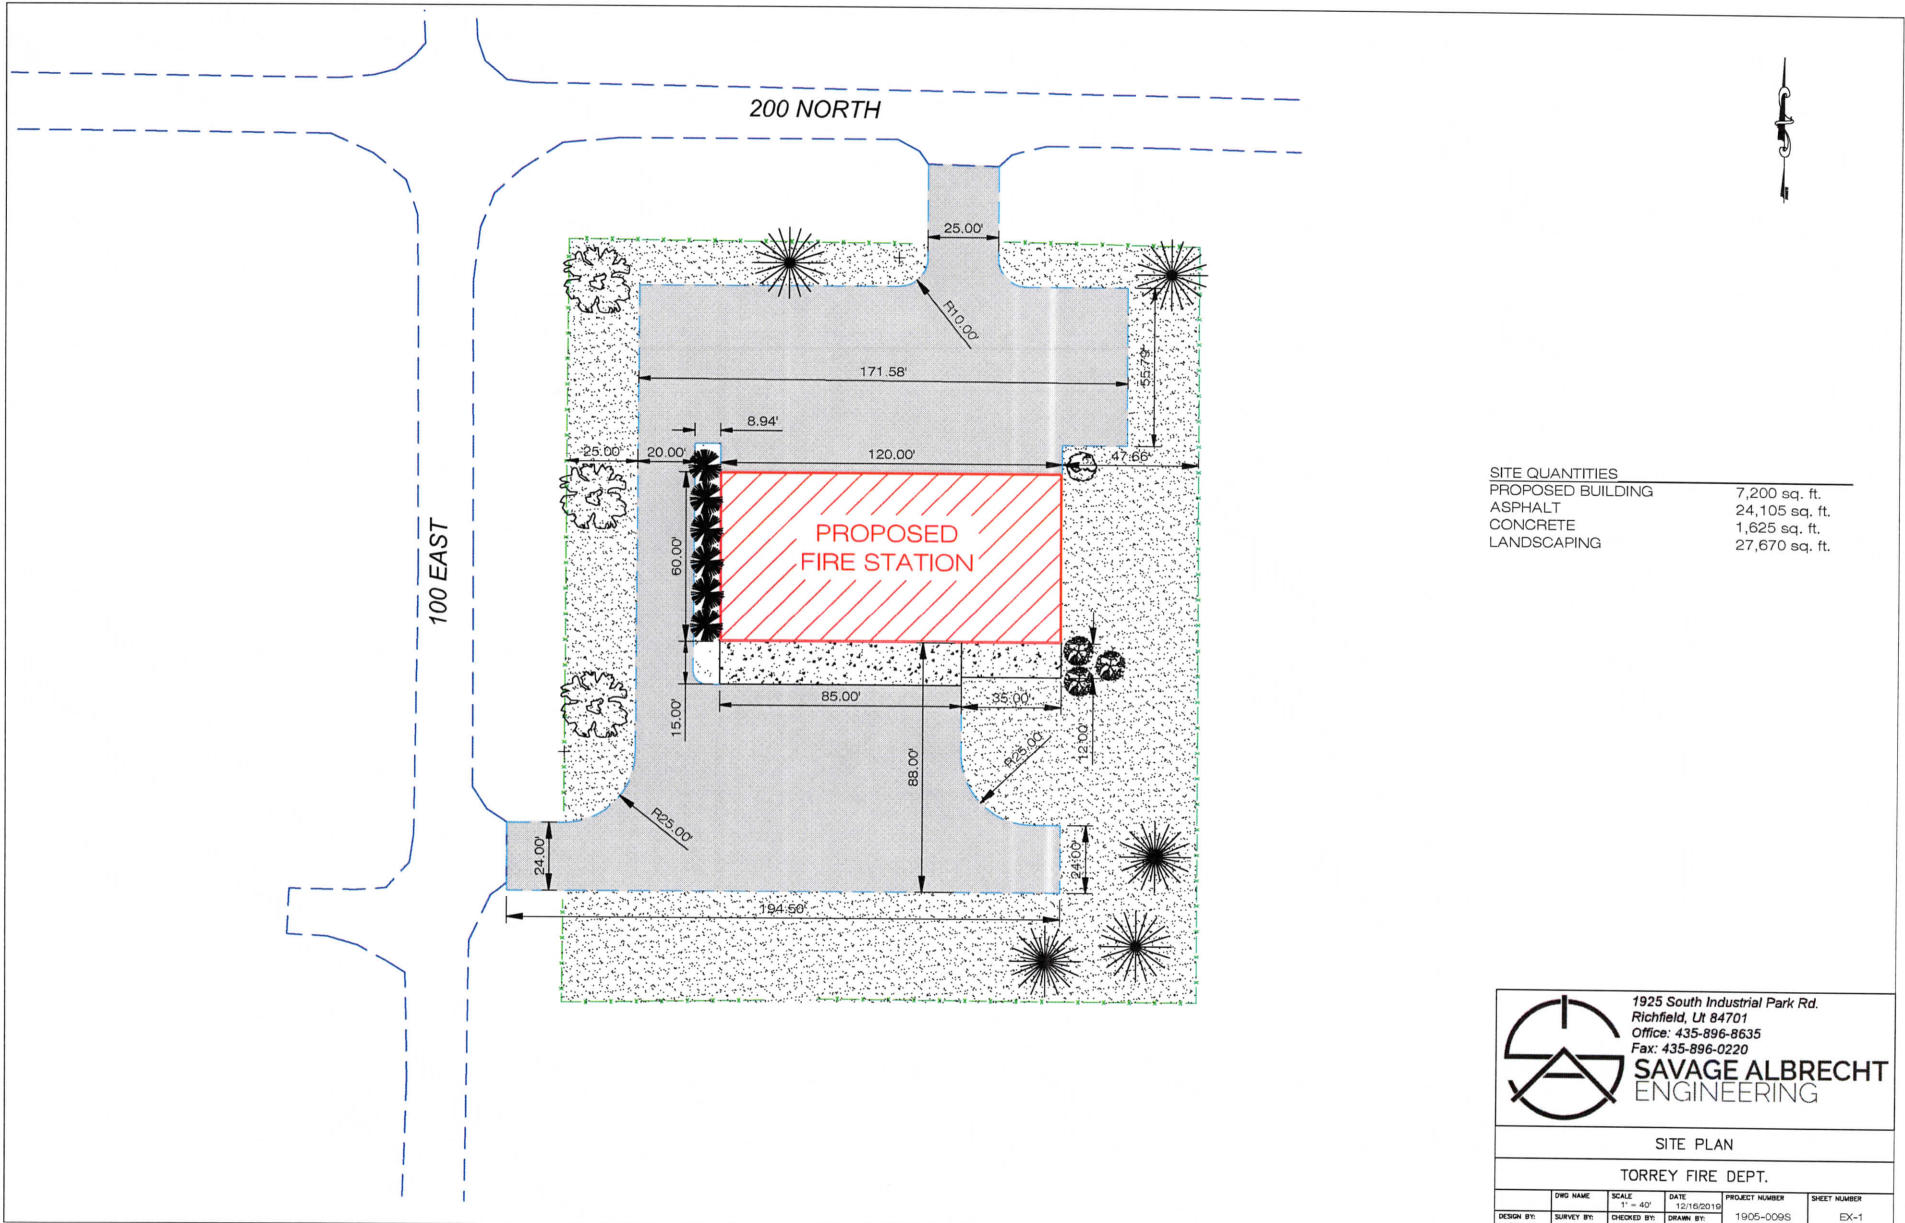 200 NORTH
25.00'
R10.00'
55.79'
171.58'
8.94'
25.00'
20.00'
120.00'
47.66'
SITE QUANTITIES
PROPOSED BUILDING 7,200 sq. ft.
ASPHALT 24,105 sq. ft.
CONCRETE 1,625 sq. ft.
LANDSCAPING 27,670 sq. ft.
100 EAST
60.00'
PROPOSED
FIRE STATION
15.00'
85.00'
35.00'
88.00'
R25.00'
12.00'
R25.00'
24.00'
24.00'
194.50'
1925 South Industrial Park Rd.
Richfield, Ut 84701
Office: 435-896-8635
Fax: 435-896-0220
SAVAGE ALBRECHT
ENGINEERING
SITE PLAN
TORREY FIRE DEPT.
DWG NAME SCALE DATE PROJECT NUMBER SHEET NUMBER
1" = 40' 12/16/2019
DESIGN BY: SURVEY BY: CHECKED BY: DRAWN BY: 1905-009S EX-1